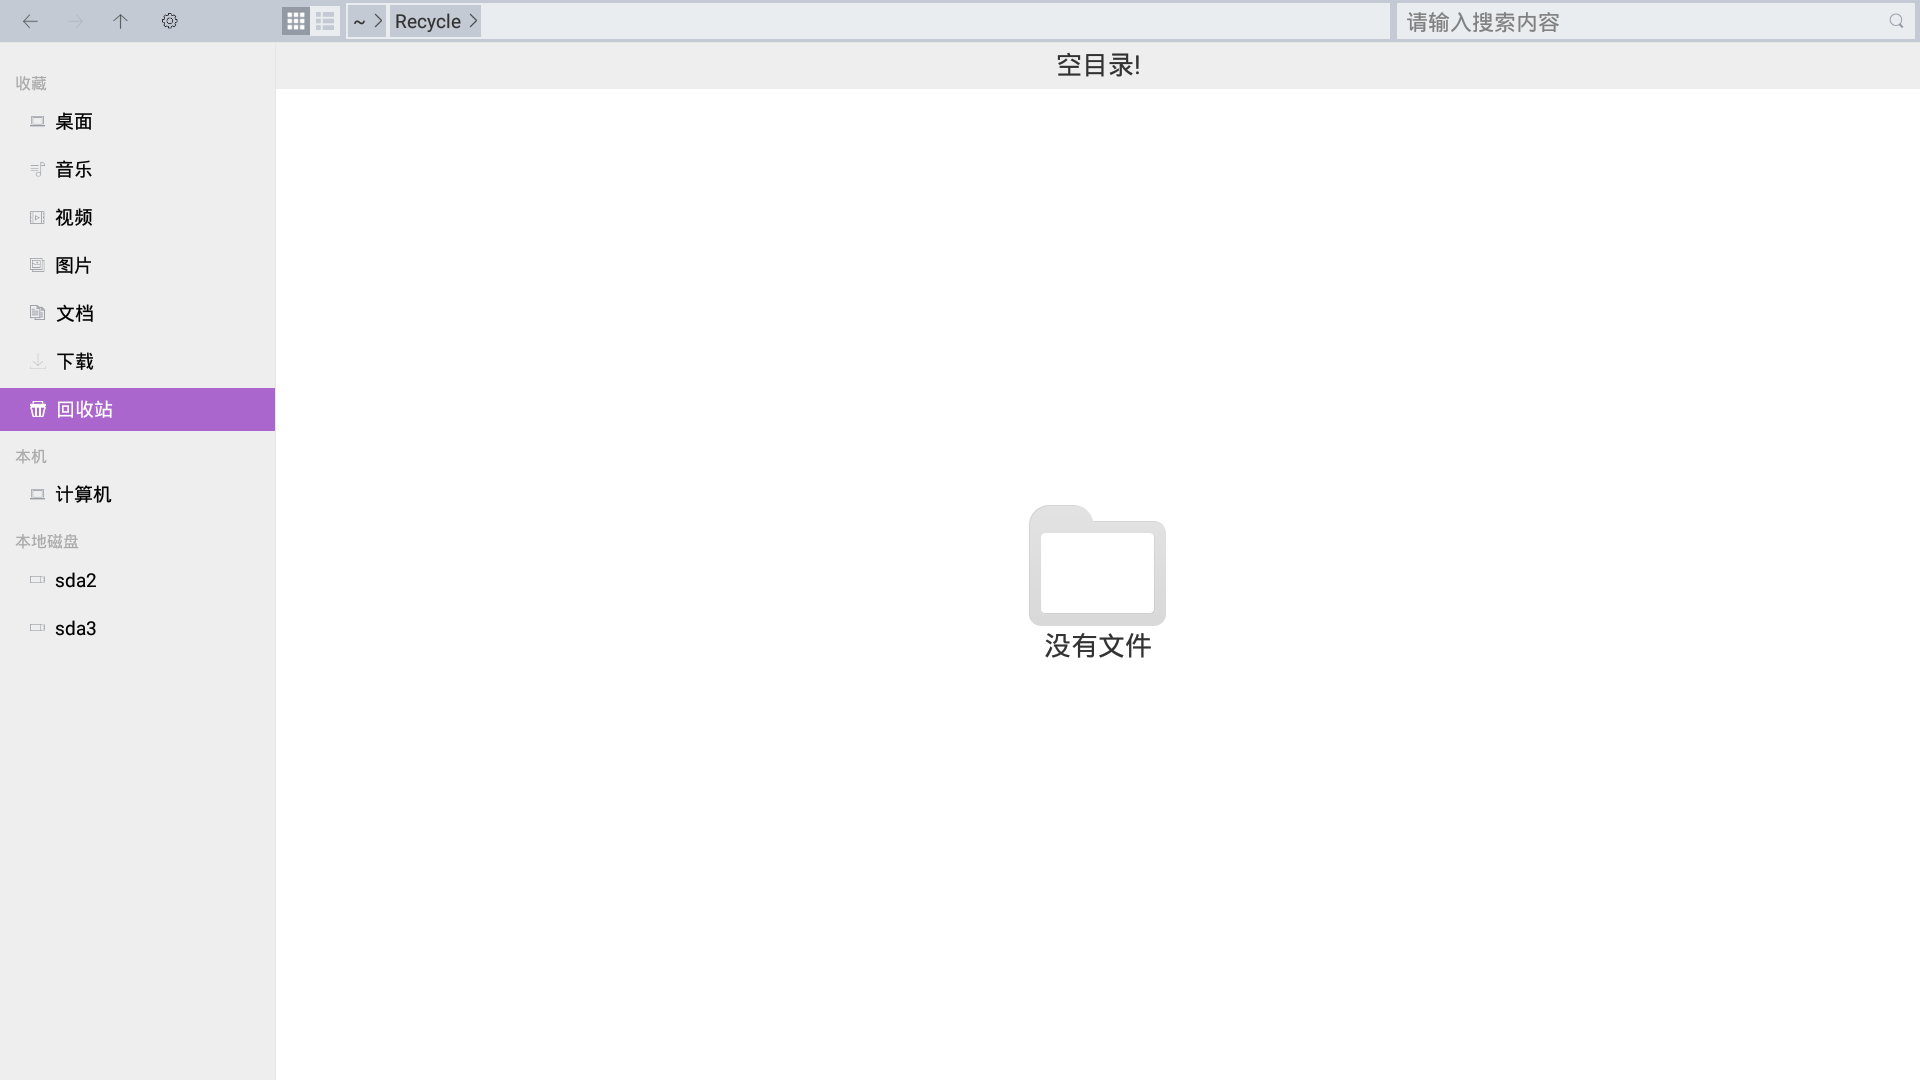 ~
Recycle
请输入搜索内容
收藏
桌面
音乐
视频
图片
文档
下载
回收站
本机
计算机
本地磁盘
sda2
sda3
空目录!
没有文件